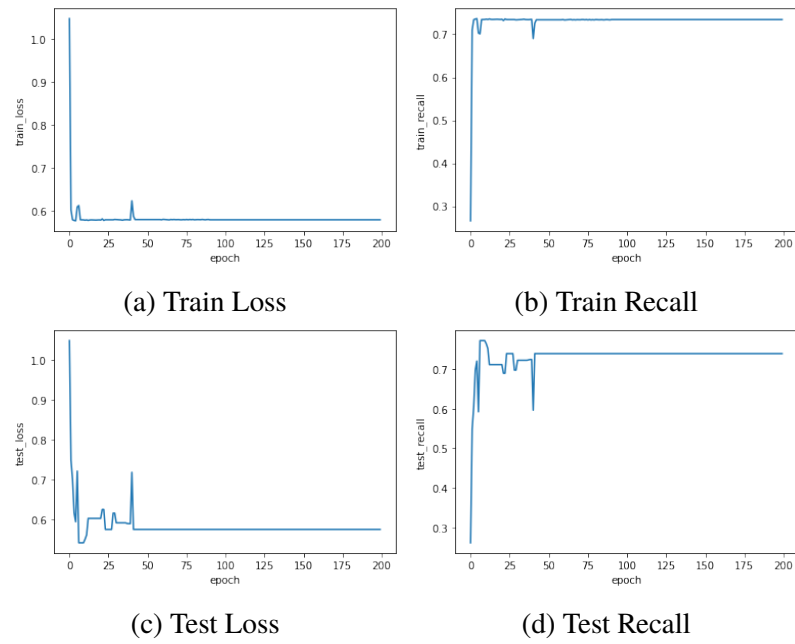 1.0
0.9
0.8
0.7
0.6
train_loss
0 25 50 75 100 125 150 175 200
epoch
(a) Train Loss
0.7
0.6
0.5
0.4
0.3
train_recall
0 25 50 75 100 125 150 175 200
epoch
(b) Train Recall
1.0
0.9
0.8
0.7
0.6
test_loss
0 25 50 75 100 125 150 175 200
epoch
(c) Test Loss
0.7
0.6
0.5
0.4
0.3
test_recall
0 25 50 75 100 125 150 175 200
epoch
(d) Test Recall